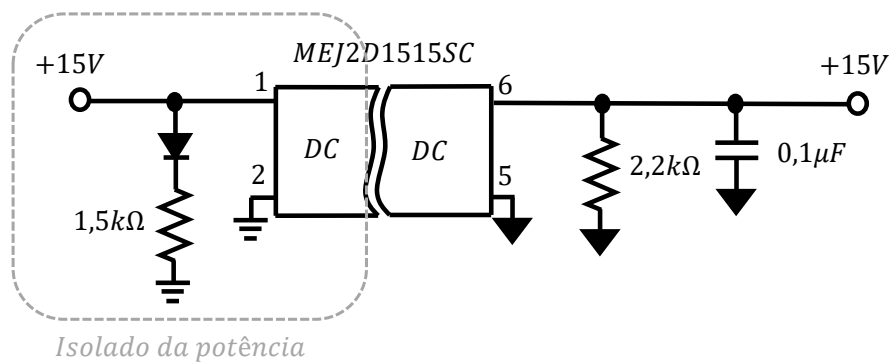 MEJ2D1515SC
+15V
+15V
1
6
DC
DC
2,2kΩ
0,1μF
2
5
1,5kΩ
Isolado da potência